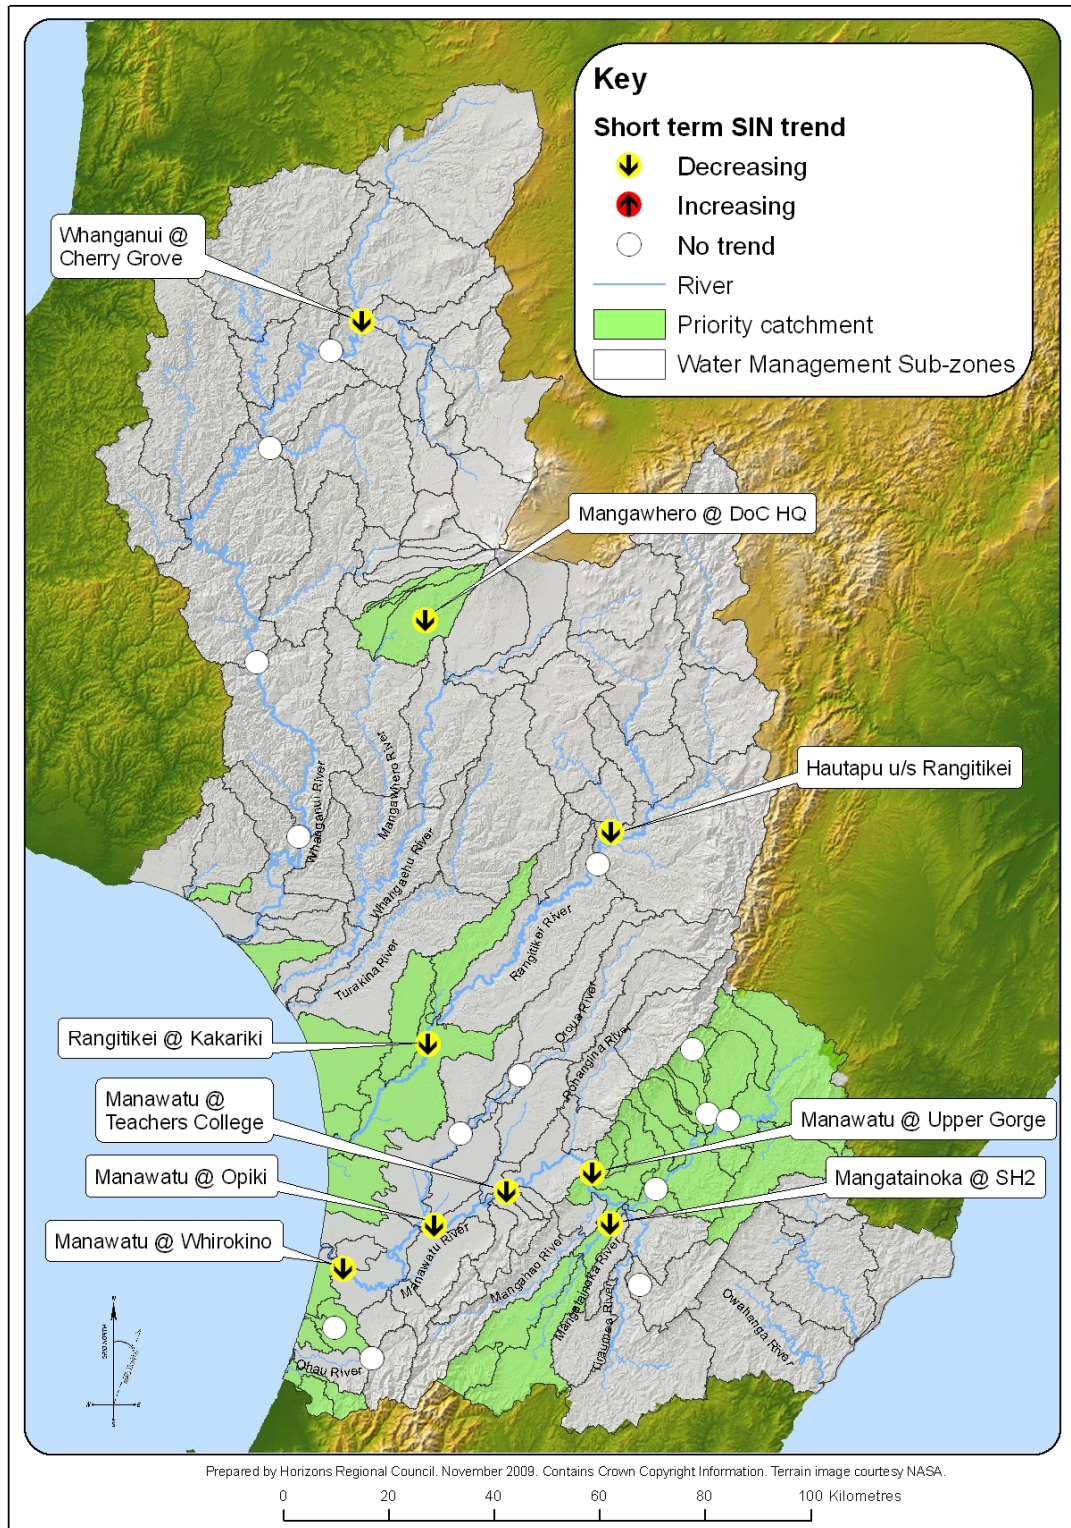 Key
Short term SIN trend
Decreasing
Increasing
No trend
River
Priority catchment
Water Management Sub-zones
Whanganui @
Cherry Grove
Mangawhero @ DoC HQ
Hautapu u/s Rangitikei
Whanganui River
Mangawhero River
Whangaehu River
Turakina River
Rangitikei River
Oroua River
Pohangina River
Rangitikei @ Kakariki
Manawatu @
Teachers College
Manawatu @ Upper Gorge
Manawatu @ Opiki
Mangatainoka @ SH2
Manawatu @ Whirokino
Manawatu River
Mangahao River
Mangatainoka River
Tiraumea River
Owahanga River
Ohau River
GRID NORTH
N
W
E
S
Prepared by Horizons Regional Council. November 2009. Contains Crown Copyright Information. Terrain image courtesy NASA.
0 20 40 60 80 100 Kilometres